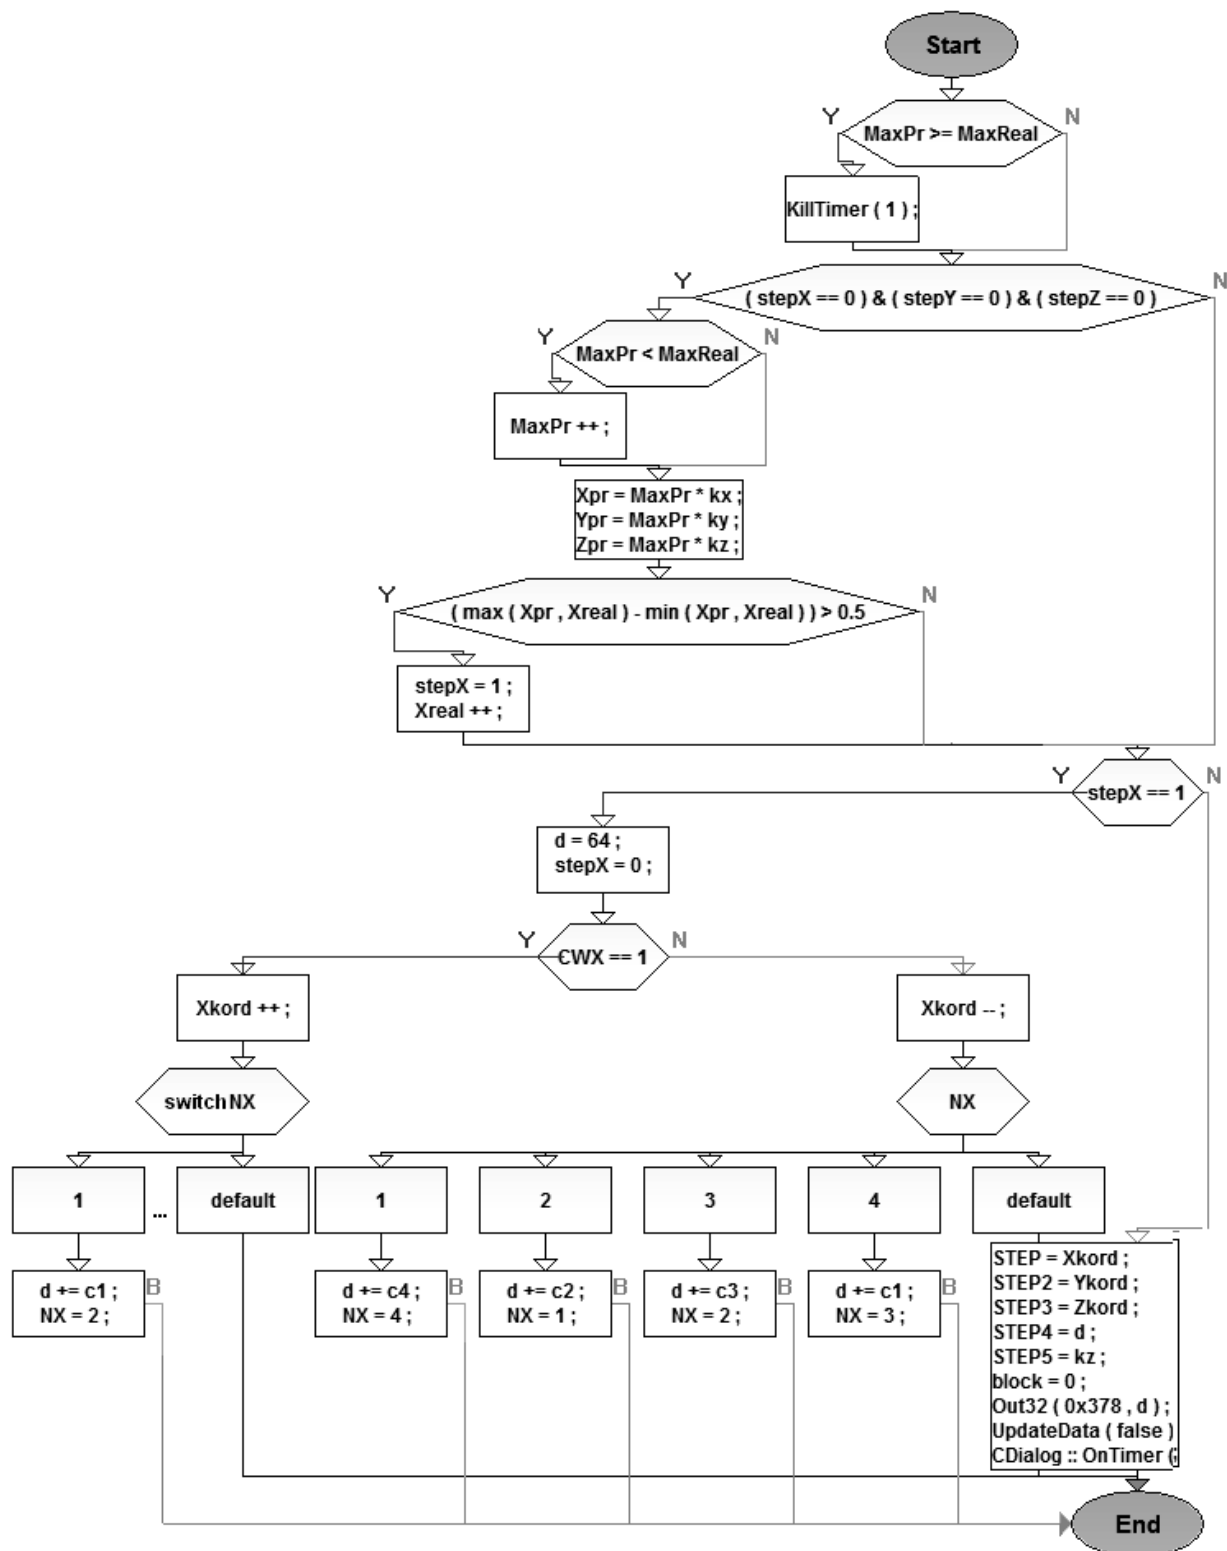 Start
Y
N
MaxPr >= MaxReal
KillTimer ( 1 ) ;
Y
N
( stepX == 0 ) & ( stepY == 0 ) & ( stepZ == 0 )
Y
N
MaxPr < MaxReal
MaxPr ++ ;
Xpr = MaxPr * kx ;
Ypr = MaxPr * ky ;
Zpr = MaxPr * kz ;
Y
N
( max ( Xpr , Xreal ) - min ( Xpr , Xreal ) ) > 0.5
stepX = 1 ;
Xreal ++ ;
Y
N
stepX == 1
d = 64 ;
stepX = 0 ;
Y
N
CWX == 1
Xkord ++ ;
Xkord -- ;
switch NX
NX
1
...
default
1
2
3
4
default
d += c1 ;
NX = 2 ;
B
d += c4 ;
NX = 4 ;
B
d += c2 ;
NX = 1 ;
B
d += c3 ;
NX = 2 ;
B
d += c1 ;
NX = 3 ;
B
STEP = Xkord ;
STEP2 = Ykord ;
STEP3 = Zkord ;
STEP4 = d ;
STEP5 = kz ;
block = 0 ;
Out32 ( 0x378 , d ) ;
UpdateData ( false )
CDialog :: OnTimer (;
End